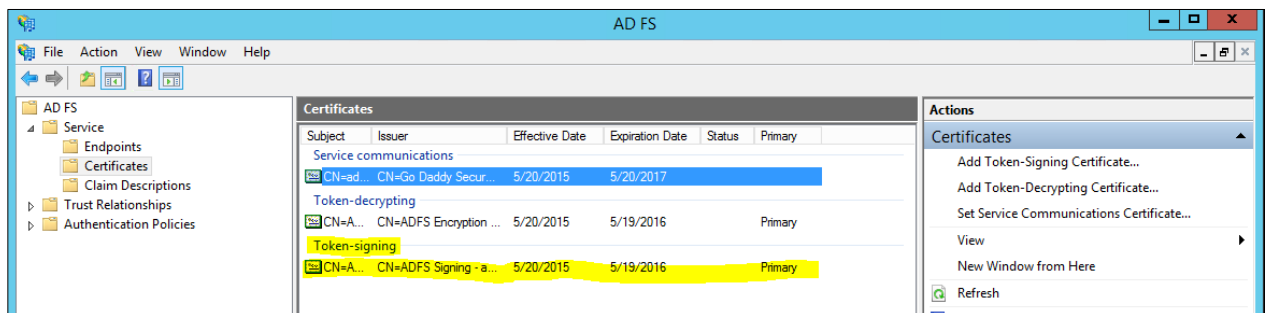 AD FS
File Action View Window Help
AD FS
Service
Endpoints
Certificates
Claim Descriptions
Trust Relationships
Authentication Policies
Certificates
Subject Issuer Effective Date Expiration Date Status Primary
Service communications
CN=ad... CN=Go Daddy Secur... 5/20/2015 5/20/2017
Token-decrypting
CN=A... CN=ADFS Encryption ... 5/20/2015 5/19/2016 Primary
Token-signing
CN=A... CN=ADFS Signing - a... 5/20/2015 5/19/2016 Primary
Actions
Certificates
Add Token-Signing Certificate...
Add Token-Decrypting Certificate...
Set Service Communications Certificate...
View
New Window from Here
Refresh